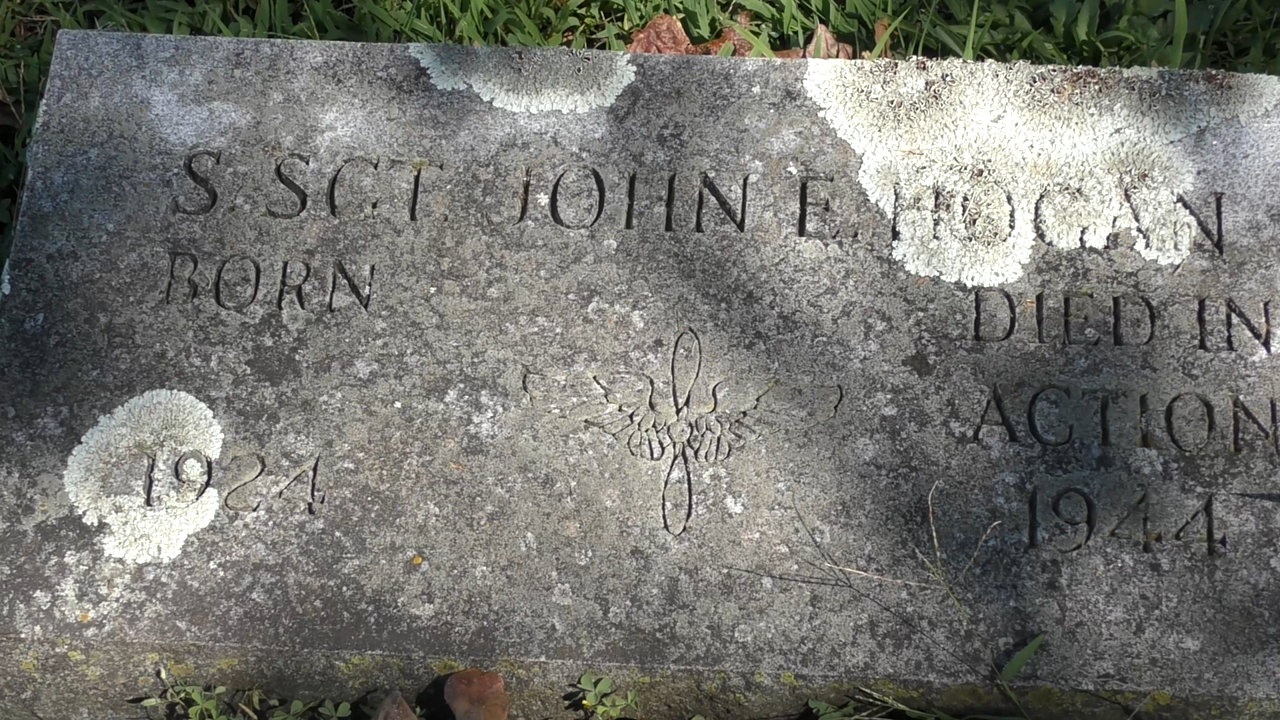 S. SGT. JOHN E. HOGAN
BORN
DIED IN
ACTION
1924
1944